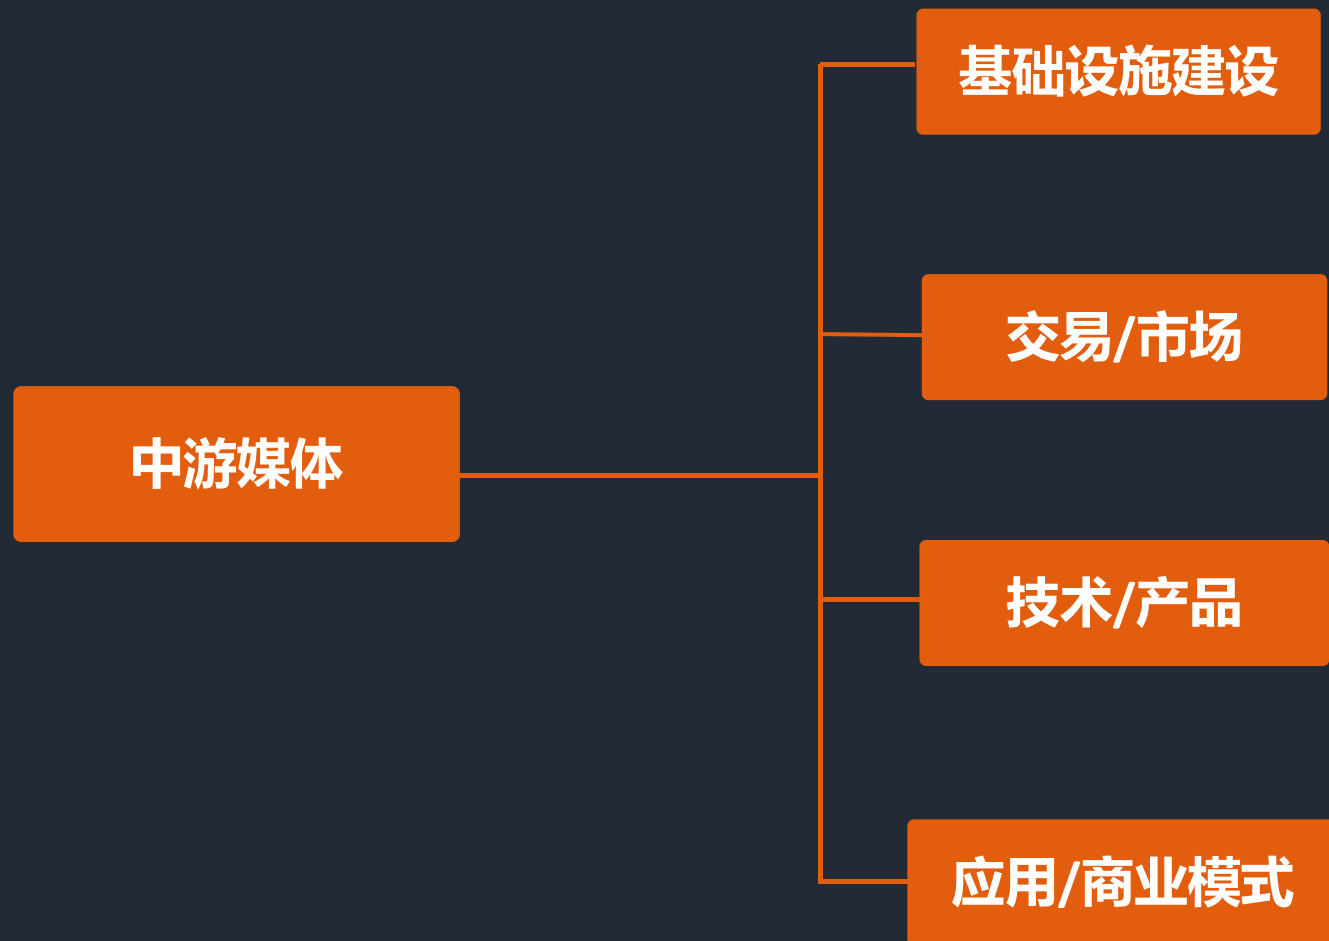 基础设施建设
交易/市场
中游媒体
技术/产品
应用/商业模式